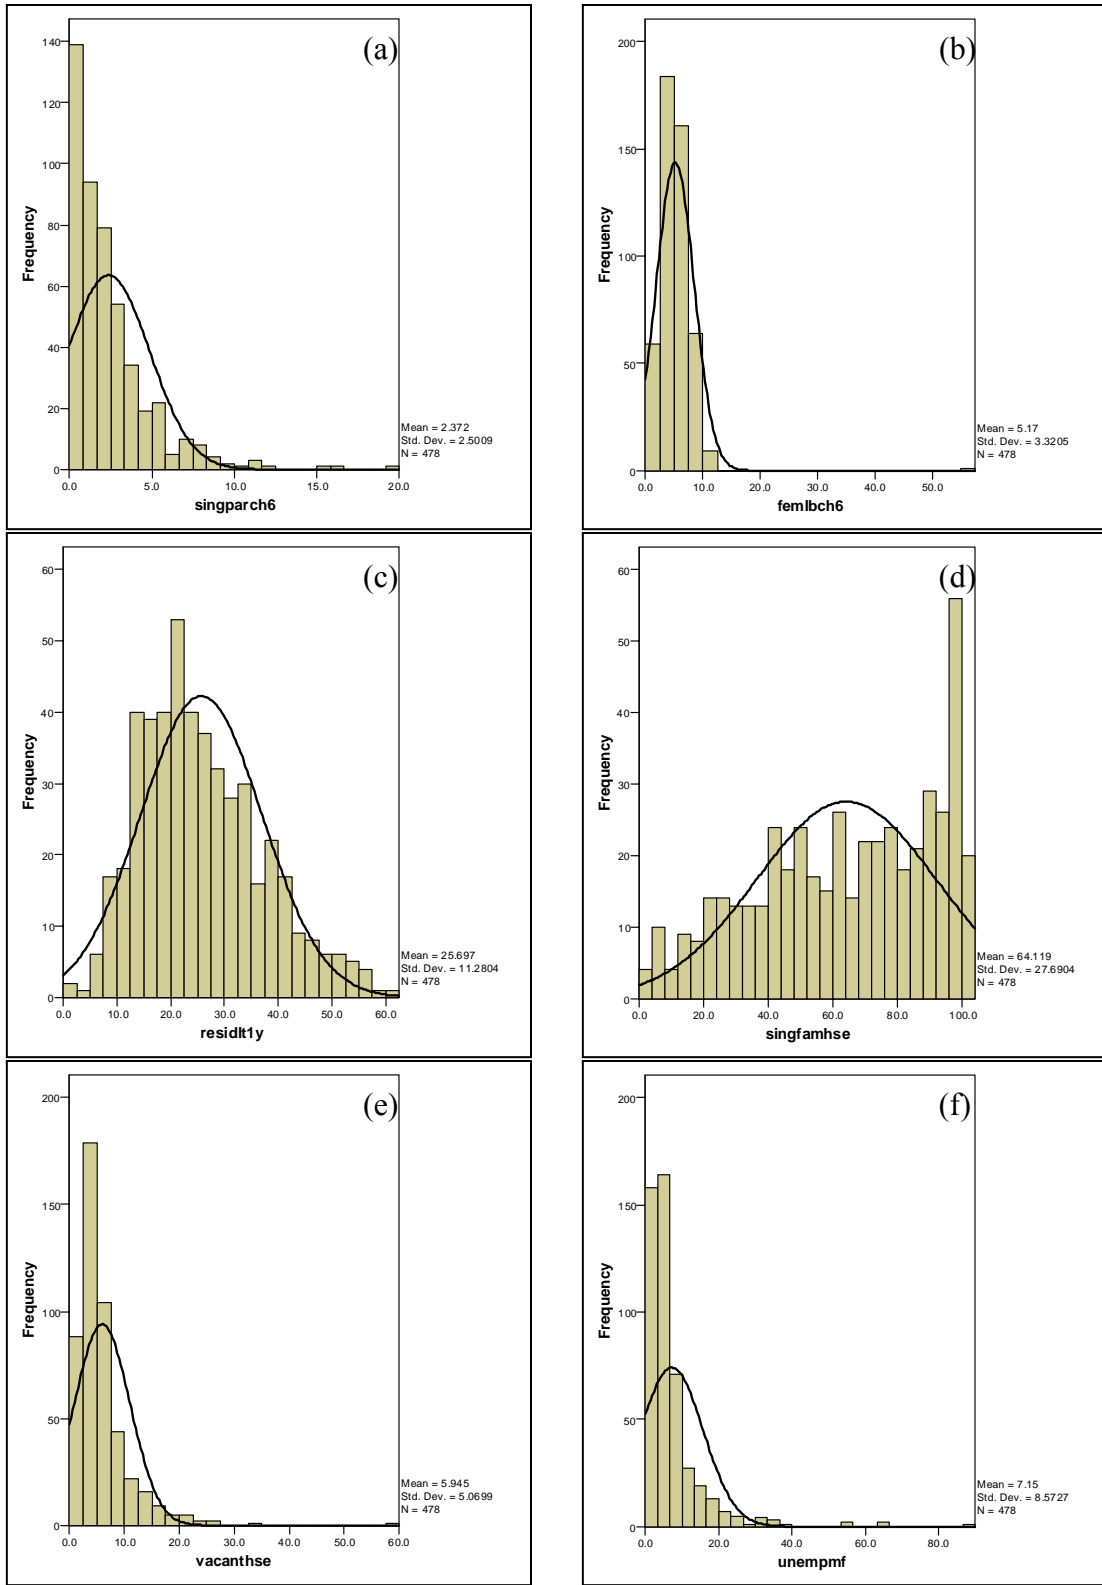 (a)
140
120
100
80
60
40
20
0
Frequency
0.0 5.0 10.0 15.0 20.0
singparch6
Mean = 2.372
Std. Dev. = 2.5009
N = 478
(b)
200
150
100
50
0
Frequency
0.0 10.0 20.0 30.0 40.0 50.0
femlbch6
Mean = 5.17
Std. Dev. = 3.3205
N = 478
(c)
60
50
40
30
20
10
0
Frequency
0.0 10.0 20.0 30.0 40.0 50.0 60.0
residlt1y
Mean = 25.697
Std. Dev. = 11.2804
N = 478
(d)
60
50
40
30
20
10
0
Frequency
0.0 20.0 40.0 60.0 80.0 100.0
singfamhse
Mean = 64.119
Std. Dev. = 27.6904
N = 478
(e)
200
150
100
50
0
Frequency
0.0 10.0 20.0 30.0 40.0 50.0 60.0
vacanthse
Mean = 5.945
Std. Dev. = 5.0699
N = 478
(f)
200
150
100
50
0
Frequency
0.0 20.0 40.0 60.0 80.0
unempmf
Mean = 7.15
Std. Dev. = 8.5727
N = 478